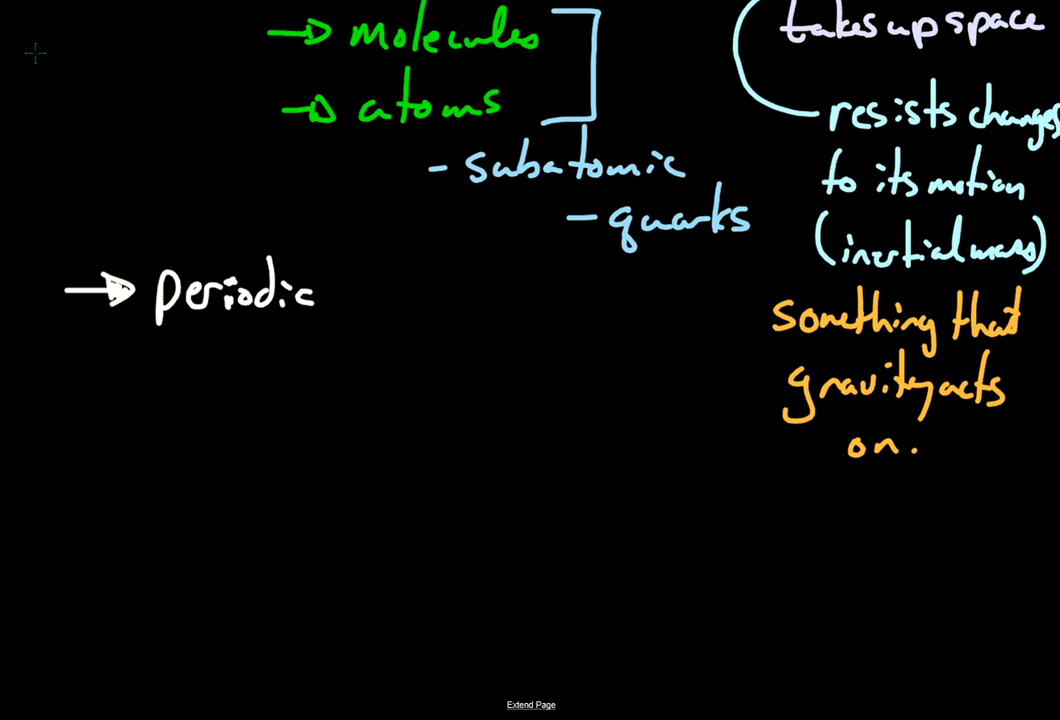 → molecules
→ atoms
- subatomic
- quarks
→ periodic
takes up space
resists changes
to its motion
(inertial mass)
something that
gravity acts
on.
Extend Page